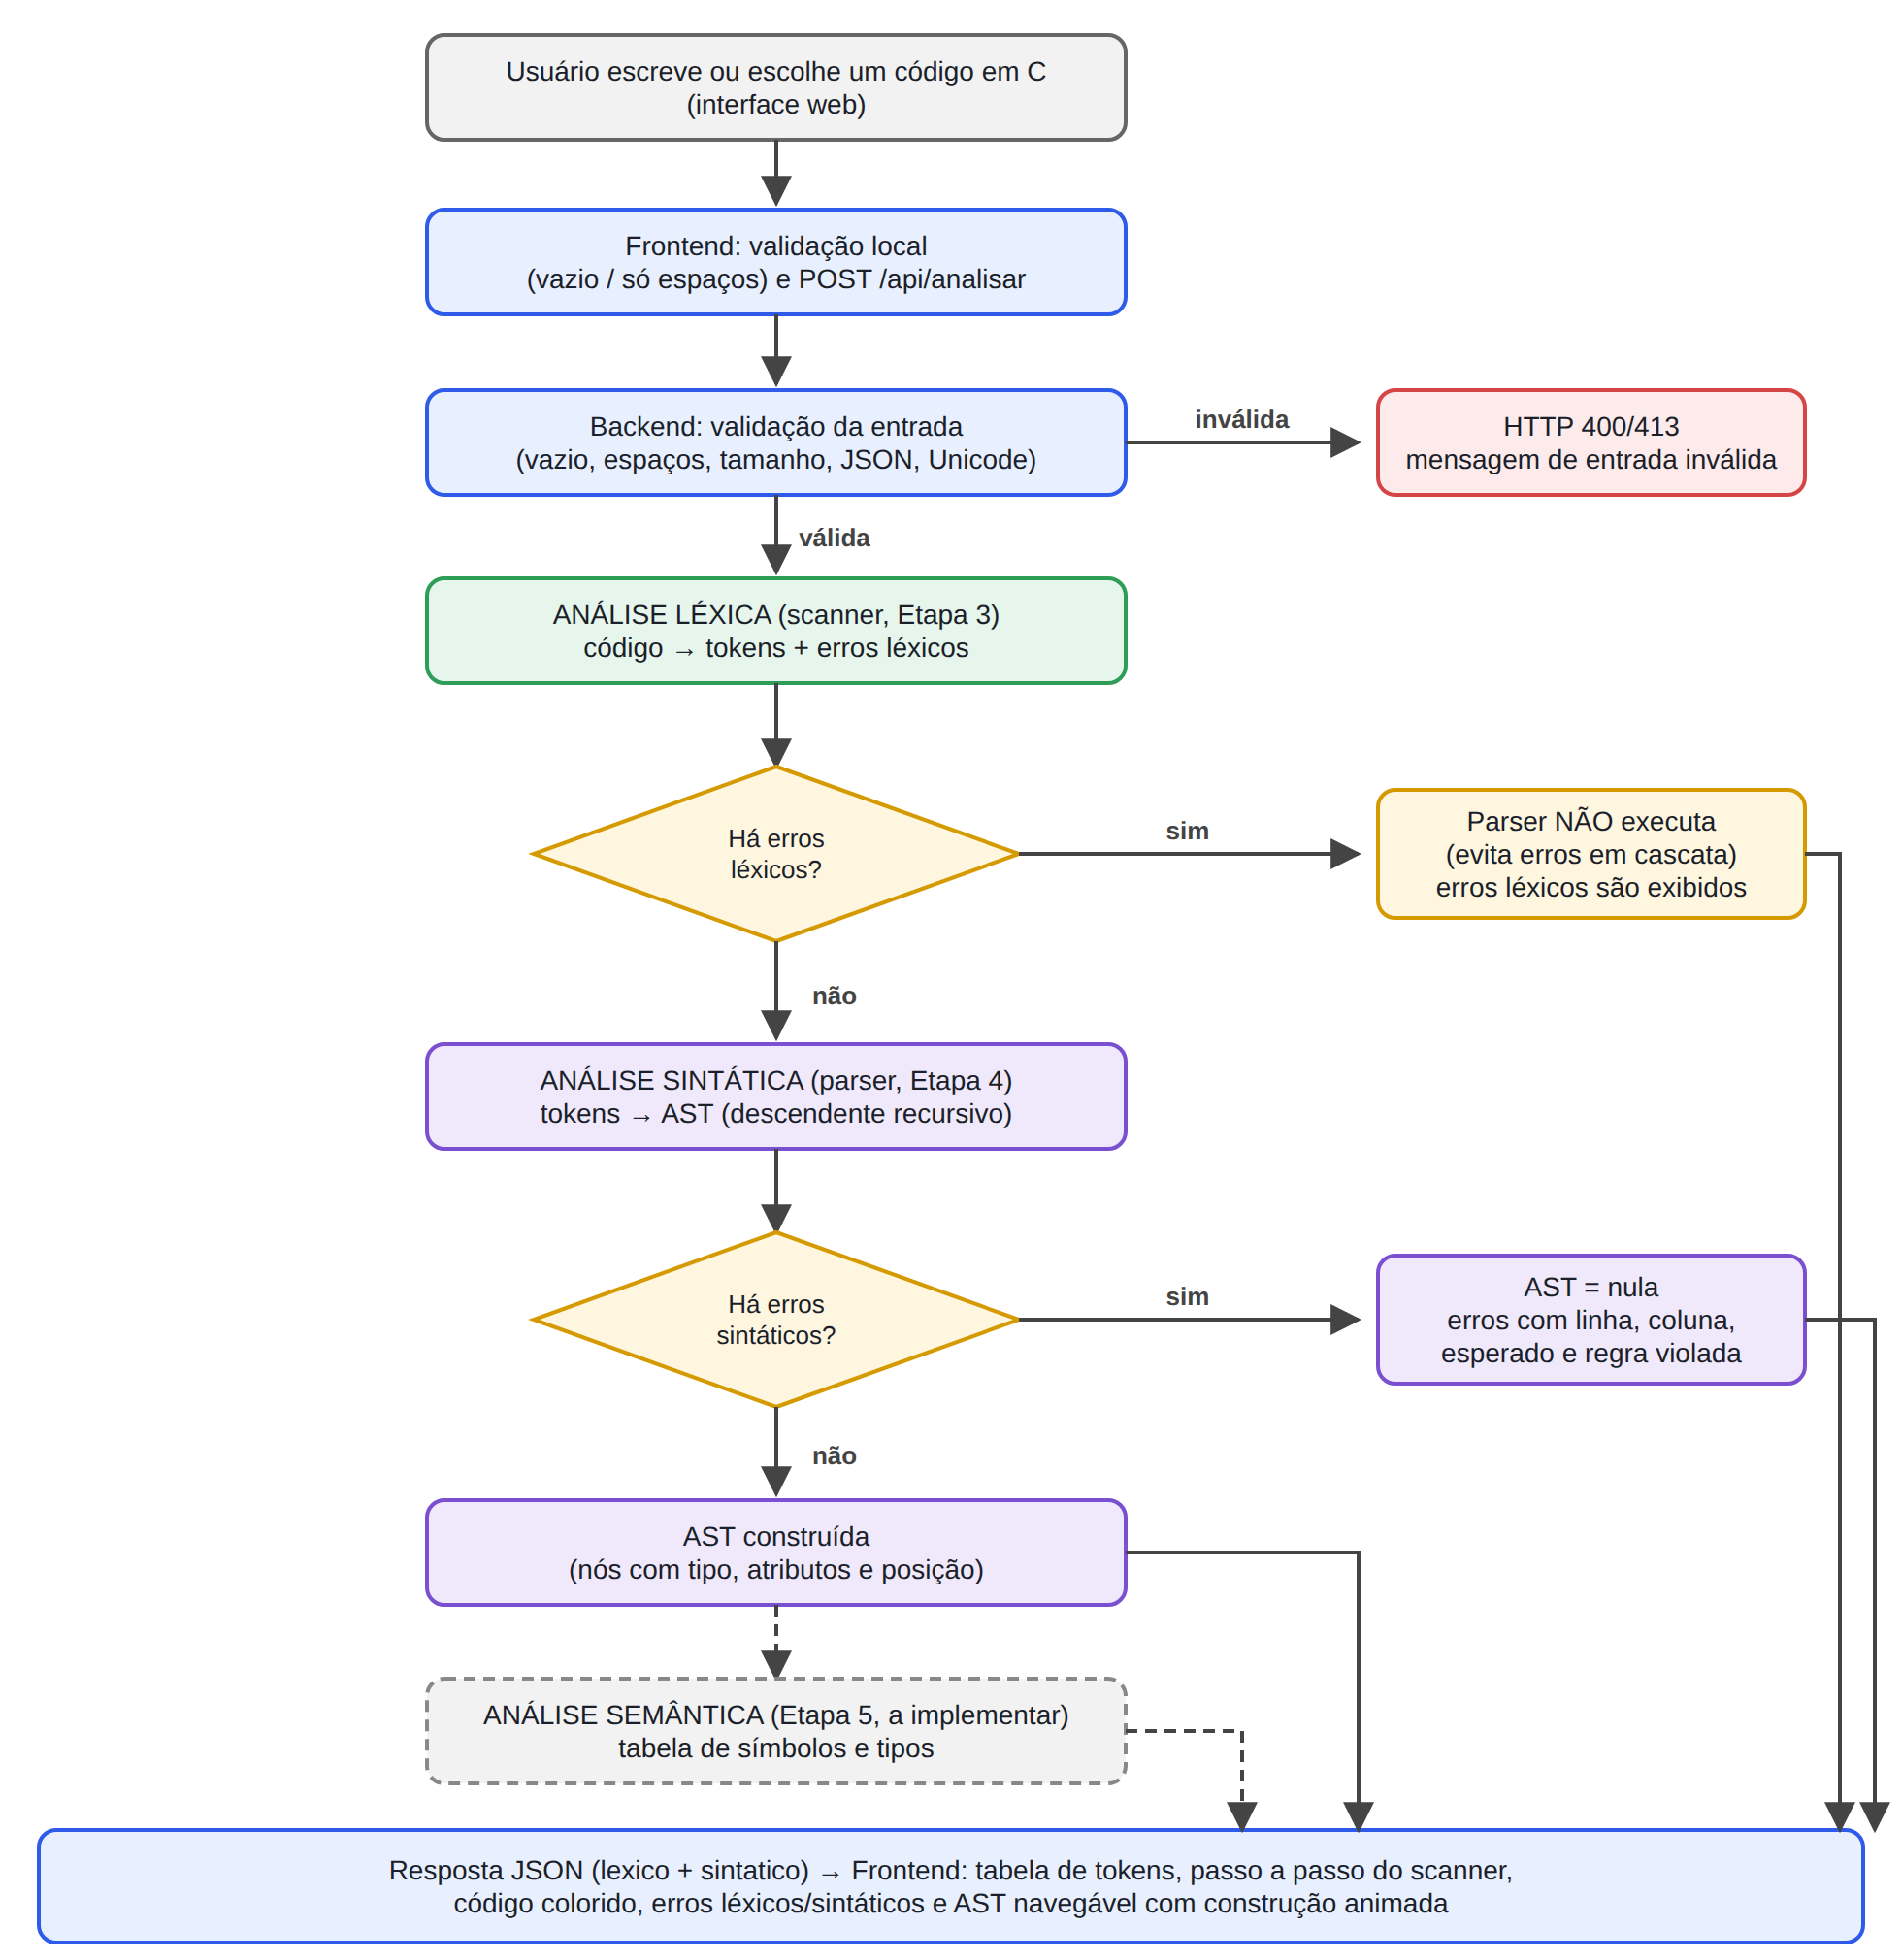 Usuário escreve ou escolhe um código em C
(interface web)
Frontend: validação local
(vazio / só espaços) e POST /api/analisar
Backend: validação da entrada
(vazio, espaços, tamanho, JSON, Unicode)
inválida
HTTP 400/413
mensagem de entrada inválida
válida
ANÁLISE LÉXICA (scanner, Etapa 3)
código → tokens + erros léxicos
Há erros
léxicos?
sim
Parser NÃO executa
(evita erros em cascata)
erros léxicos são exibidos
não
ANÁLISE SINTÁTICA (parser, Etapa 4)
tokens → AST (descendente recursivo)
Há erros
sintáticos?
sim
AST = nula
erros com linha, coluna,
esperado e regra violada
não
AST construída
(nós com tipo, atributos e posição)
ANÁLISE SEMÂNTICA (Etapa 5, a implementar)
tabela de símbolos e tipos
Resposta JSON (lexico + sintatico) → Frontend: tabela de tokens, passo a passo do scanner,
código colorido, erros léxicos/sintáticos e AST navegável com construção animada